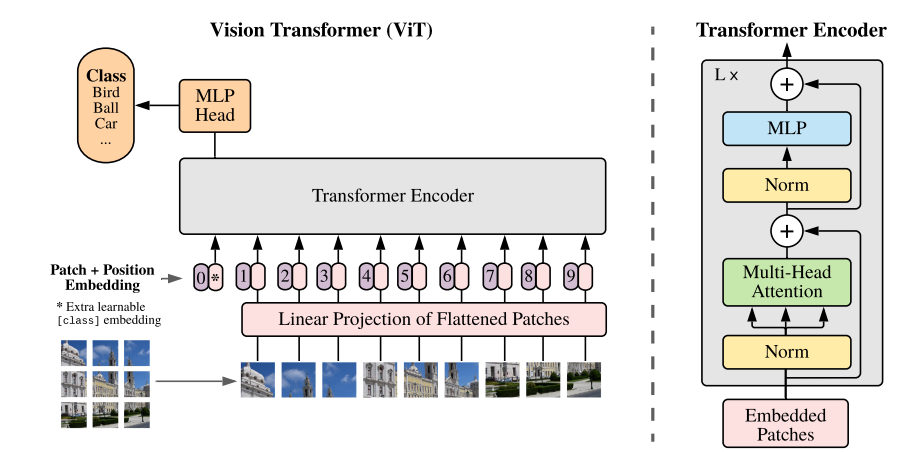 Vision Transformer (ViT)
Class
Bird
Ball
Car
...
MLP
Head
Transformer Encoder
Patch + Position
Embedding
* Extra learnable
[class] embedding
0 * 1 2 3 4 5 6 7 8 9
Linear Projection of Flattened Patches
Transformer Encoder
L x
+
MLP
Norm
+
Multi-Head
Attention
Norm
Embedded
Patches